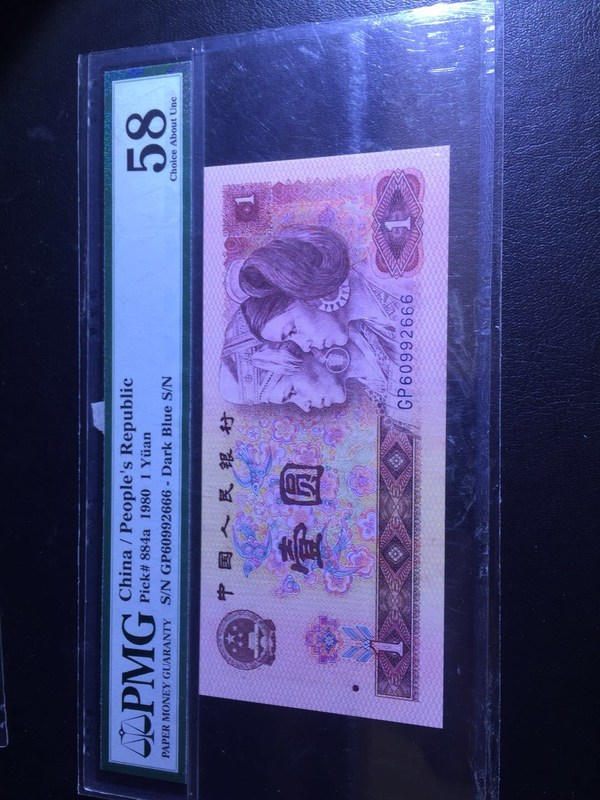 PMG
PAPER MONEY GUARANTY
China / People's Republic
Pick# 884a 1980 1 Yüan
S/N GP60992666 - Dark Blue S/N
58
Choice About Unc
中国人民银行
壹圆
1
1
1
GP60992666